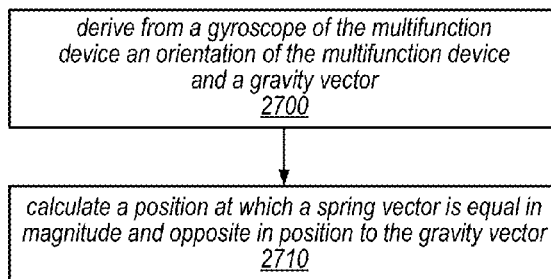 derive from a gyroscope of the multifunction
device an orientation of the multifunction device
and a gravity vector
2700
calculate a position at which a spring vector is equal in
magnitude and opposite in position to the gravity vector
2710